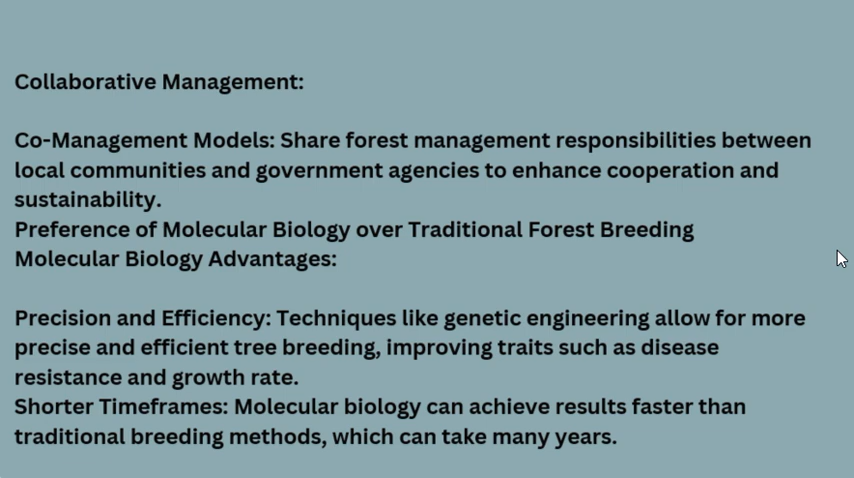 Collaborative Management:
Co-Management Models: Share forest management responsibilities between
local communities and government agencies to enhance cooperation and
sustainability.
Preference of Molecular Biology over Traditional Forest Breeding
Molecular Biology Advantages:
Precision and Efficiency: Techniques like genetic engineering allow for more
precise and efficient tree breeding, improving traits such as disease
resistance and growth rate.
Shorter Timeframes: Molecular biology can achieve results faster than
traditional breeding methods, which can take many years.